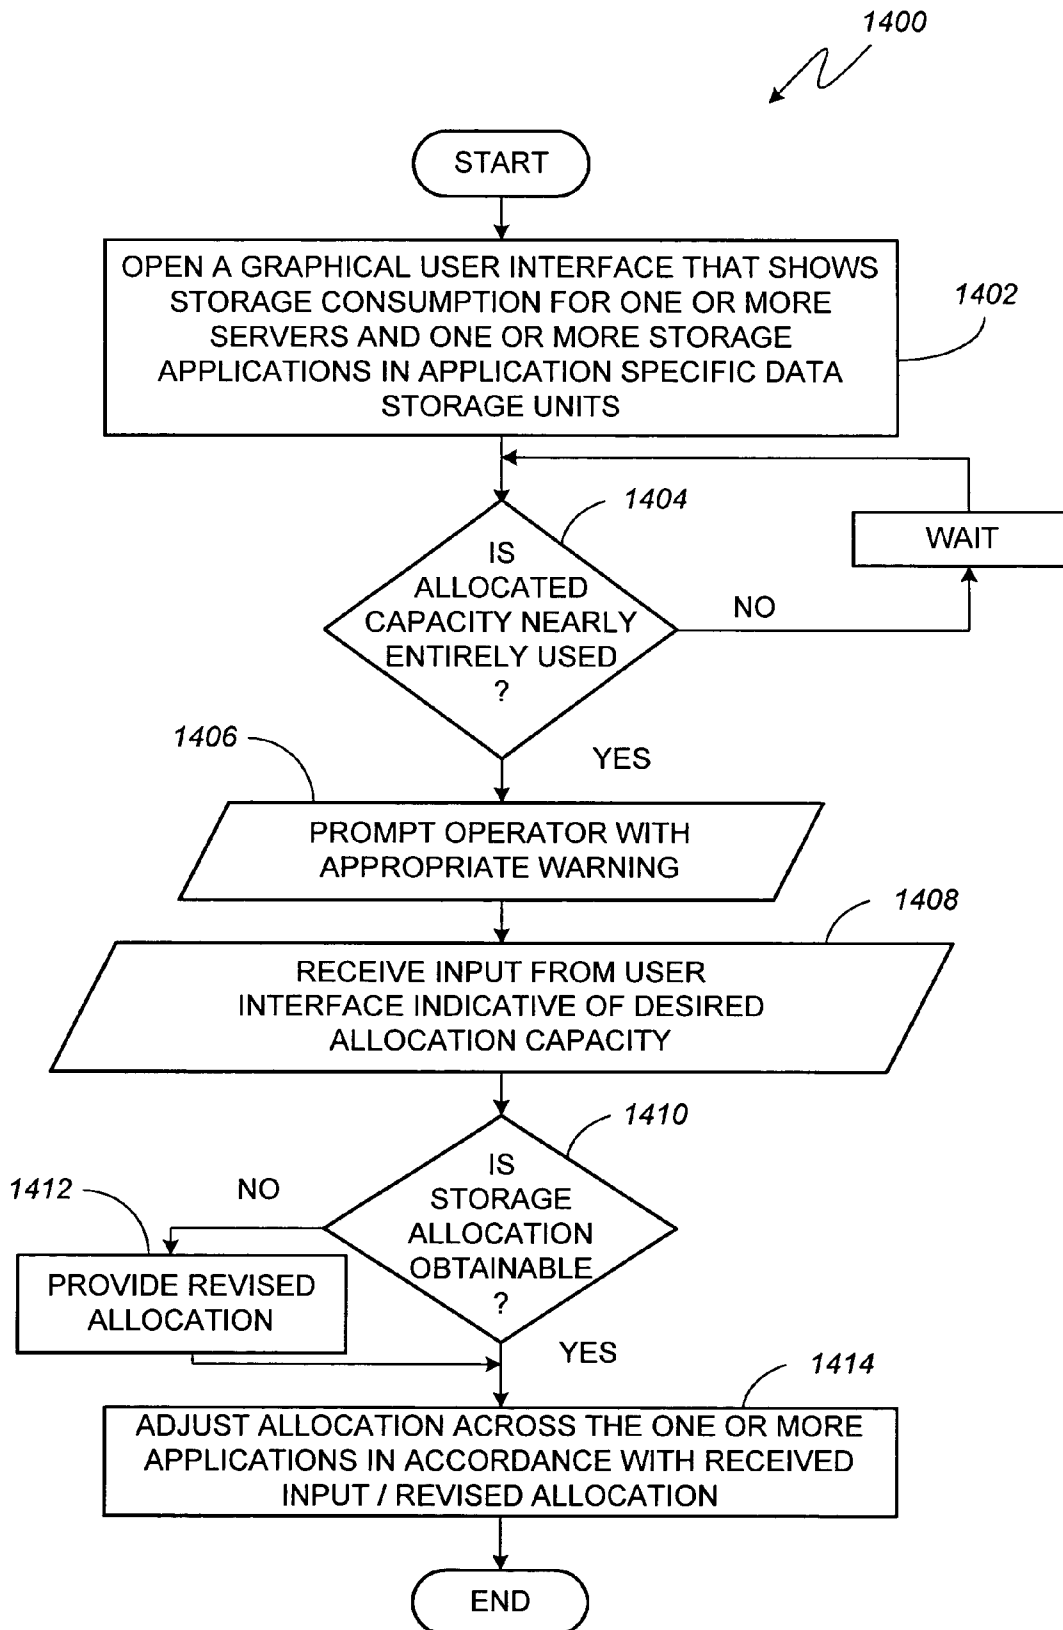 1400
START
OPEN A GRAPHICAL USER INTERFACE THAT SHOWS
STORAGE CONSUMPTION FOR ONE OR MORE
SERVERS AND ONE OR MORE STORAGE
APPLICATIONS IN APPLICATION SPECIFIC DATA
STORAGE UNITS
1402
1404
IS
ALLOCATED
CAPACITY NEARLY
ENTIRELY USED
?
NO
WAIT
YES
1406
PROMPT OPERATOR WITH
APPROPRIATE WARNING
1408
RECEIVE INPUT FROM USER
INTERFACE INDICATIVE OF DESIRED
ALLOCATION CAPACITY
1410
IS
STORAGE
ALLOCATION
OBTAINABLE
?
NO
1412
PROVIDE REVISED
ALLOCATION
YES
1414
ADJUST ALLOCATION ACROSS THE ONE OR MORE
APPLICATIONS IN ACCORDANCE WITH RECEIVED
INPUT / REVISED ALLOCATION
END